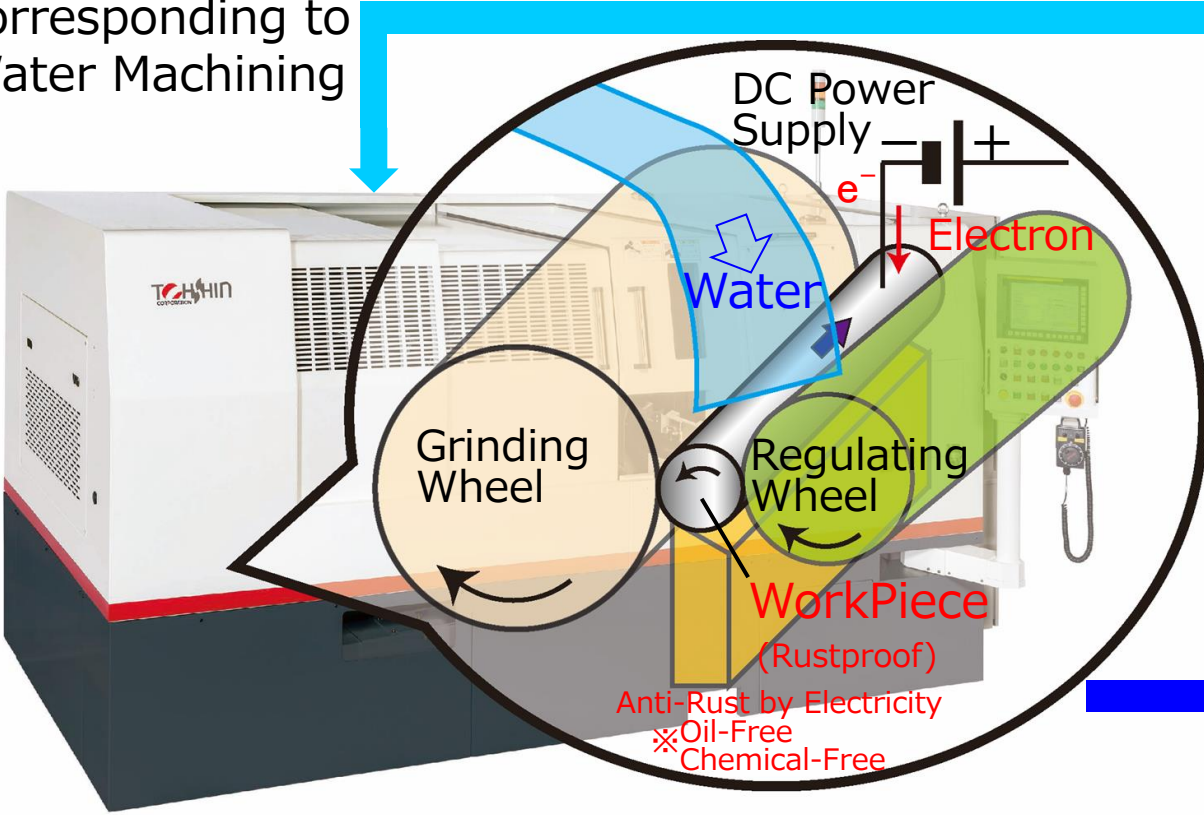 orresponding to
Water Machining
DC Power
Supply
− +
e−
Electron
TOHSHIN
CORPORATION
Water
Grinding
Wheel
Regulating
Wheel
WorkPiece
(Rustproof)
Anti-Rust by Electricity
※Oil-Free
Chemical-Free